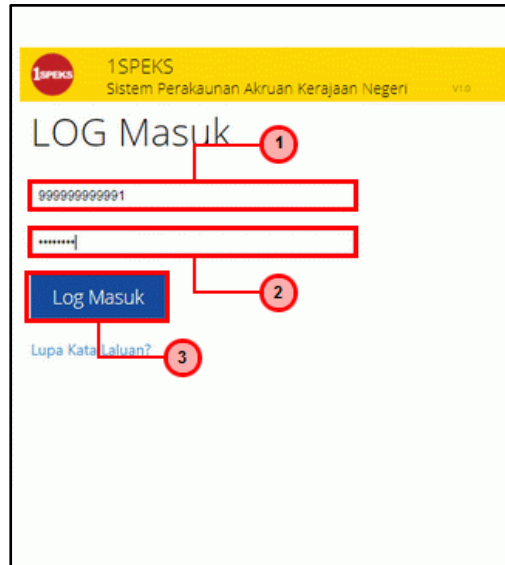 1SPEKS
1SPEKS
Sistem Perakaunan Akruan Kerajaan Negeri V1.0
LOG Masuk
1
999999999991
••••••••
2
Log Masuk
Lupa Kata Laluan?
3